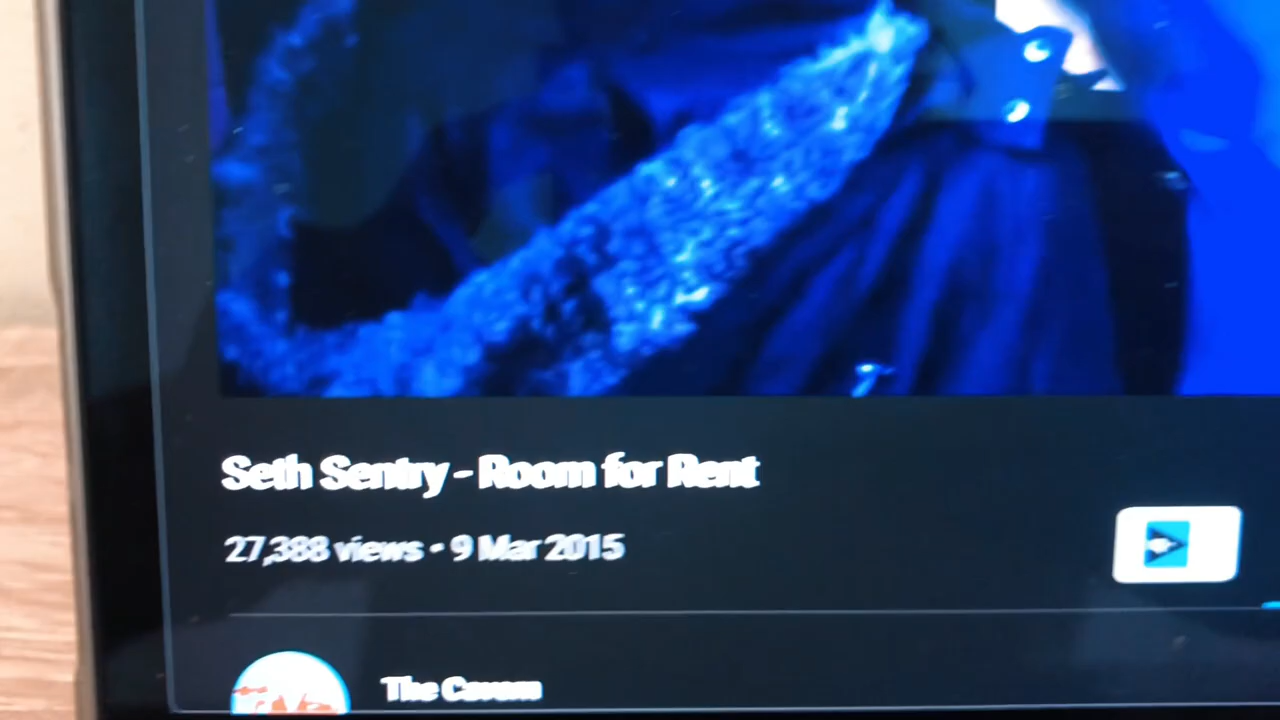 Seth Sentry - Room for Rent
27,388 views • 9 Mar 2015
The Cavern